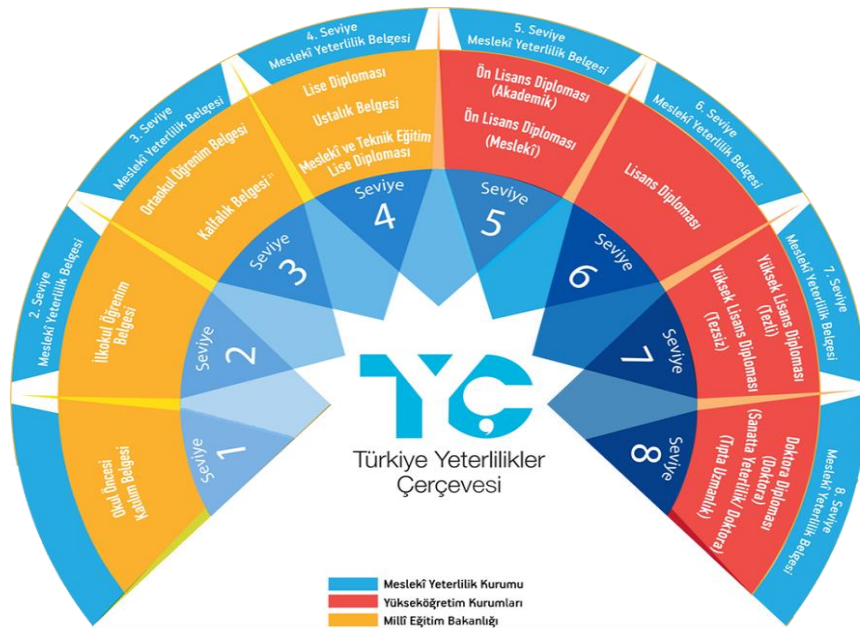 2. Seviye
Meslekî Yeterlilik Belgesi
3. Seviye
Meslekî Yeterlilik Belgesi
4. Seviye
Meslekî Yeterlilik Belgesi
5. Seviye
Meslekî Yeterlilik Belgesi
6. Seviye
Meslekî Yeterlilik Belgesi
7. Seviye
Meslekî Yeterlilik Belgesi
8. Seviye
Meslekî Yeterlilik Belgesi
Okul Öncesi
Katılım Belgesi
İlkokul Öğrenim
Belgesi
Ortaokul Öğrenim Belgesi
Kalfalık Belgesi
Lise Diploması
Ustalık Belgesi
Meslekî ve Teknik Eğitim
Lise Diploması
Ön Lisans Diploması
(Akademik)
Ön Lisans Diploması
(Meslekî)
Lisans Diploması
Yüksek Lisans Diploması
(Tezli)
Yüksek Lisans Diploması
(Tezsiz)
Doktora Diploması
(Doktora)
(Sanatta Yeterlilik/ Doktora)
(Tıpta Uzmanlık)
Seviye
1
Seviye
2
Seviye
3
Seviye
4
Seviye
5
Seviye
6
Seviye
7
Seviye
8
TYÇ
Türkiye Yeterlilikler
Çerçevesi
Meslekî Yeterlilik Kurumu
Yükseköğretim Kurumları
Millî Eğitim Bakanlığı